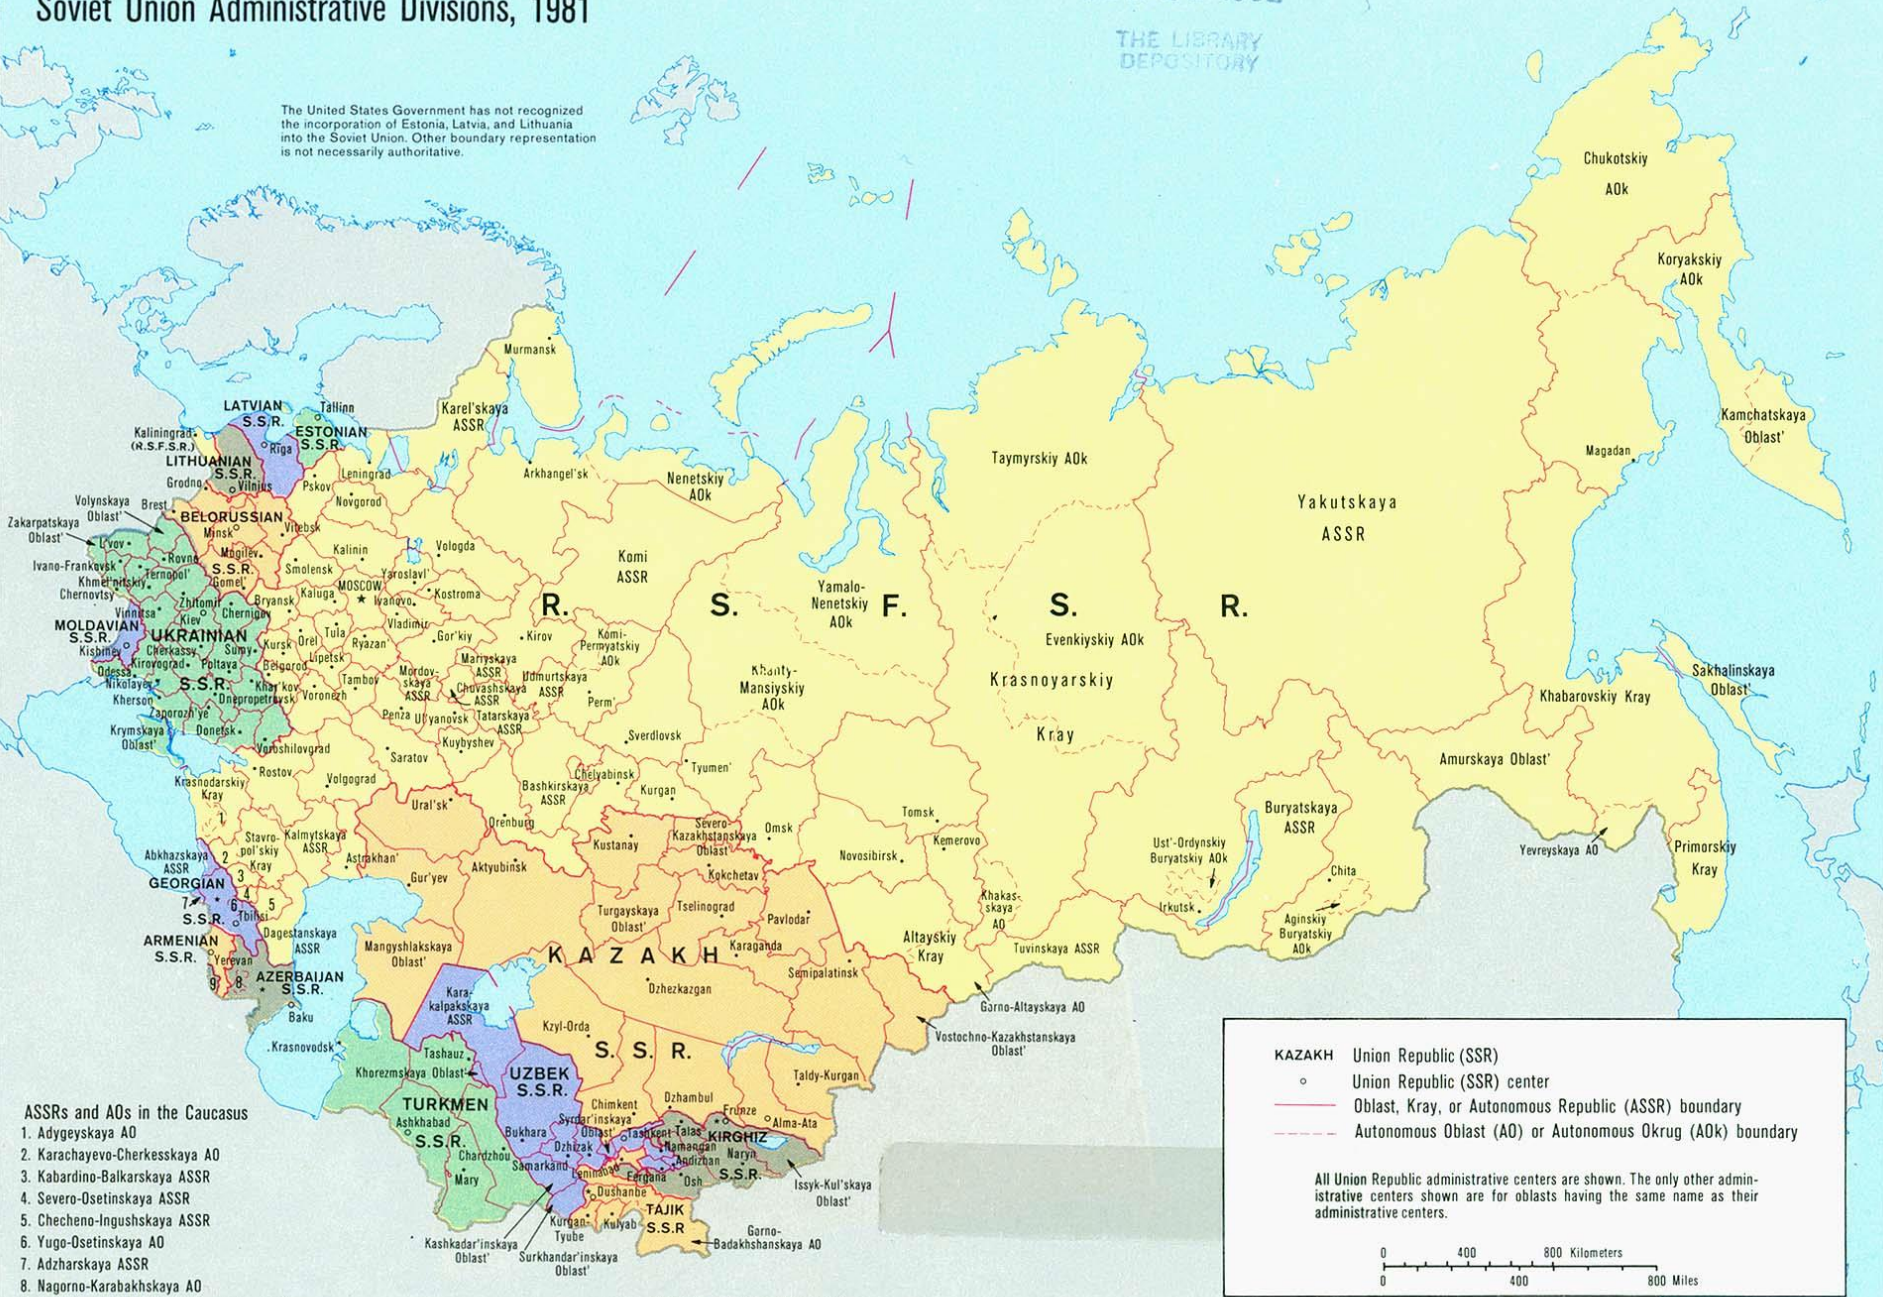 Soviet Union Administrative Divisions, 1981
THE LIBRARY
DEPOSITORY
The United States Government has not recognized
the incorporation of Estonia, Latvia, and Lithuania
into the Soviet Union. Other boundary representation
is not necessarily authoritative.
Chukotskiy
AOk
Koryakskiy
AOk
Kamchatskaya
Oblast'
Magadan
Murmansk
Karel'skaya
ASSR
LATVIAN
S.S.R.
Riga
Tallinn
ESTONIAN
S.S.R.
Kaliningrad
(R.S.F.S.R.)
LITHUANIAN
S.S.R.
Vilnius
Grodno
Leningrad
Pskov
Novgorod
Arkhangel'sk
Nenetskiy
AOk
Taymyrskiy AOk
Yakutskaya
ASSR
Volynskaya
Oblast'
Brest
Zakarpatskaya
Oblast'
BELORUSSIAN
Minsk
Vitebsk
Mogilev
S.S.R.
Gomel'
L'vov
Rovno
Ivano-Frankovsk
Ternopol'
Khmel'nitskiy
Chernovtsy
Zhitomir
Vinnitsa
Kiev
Chernigov
MOLDAVIAN
S.S.R.
Kishinev
UKRAINIAN
Cherkassy
Sumy
Kirovograd
Poltava
Odessa
Nikolayev
S.S.R.
Khar'kov
Kherson
Dnepropetrovsk
Zaporozh'ye
Krymskaya
Oblast'
Donetsk
Voroshilovgrad
Kalinin
Vologda
Smolensk
Yaroslavl'
MOSCOW
Kaluga
Ivanovo
Kostroma
Bryansk
Vladimir
Orel
Tula
Ryazan'
Gor'kiy
Kirov
Kursk
Lipetsk
Belgorod
Voronezh
Tambov
Mordov-
skaya
ASSR
Mariyskaya
ASSR
Chuvashskaya
ASSR
Udmurtskaya
ASSR
Komi-
Permyatskiy
AOk
Perm'
Penza
Ul'yanovsk
Tatarskaya
ASSR
Komi
ASSR
R. S. F. S. R.
Yamalo-
Nenetskiy
AOk
Khanty-
Mansiyskiy
AOk
Evenkiyskiy AOk
Krasnoyarskiy
Kray
Sakhalinskaya
Oblast'
Khabarovskiy Kray
Amurskaya Oblast'
Kuybyshev
Saratov
Sverdlovsk
Rostov
Volgograd
Krasnodarskiy
Kray
Bashkirskaya
ASSR
Chelyabinsk
Kurgan
Tyumen'
Ural'sk
Orenburg
Omsk
Tomsk
Novosibirsk
Kemerovo
Buryatskaya
ASSR
Ust'-Ordynskiy
Buryatskiy AOk
Irkutsk
Chita
Aginskiy
Buryatskiy
AOk
Yevreyskaya AO
Primorskiy
Kray
1
Stavro-
pol'skiy
Kray
Kalmytskaya
ASSR
Astrakhan'
Abkhazskaya
ASSR
2
3
4
5
6
7
GEORGIAN
S.S.R.
Tbilisi
Dagestanskaya
ASSR
ARMENIAN
S.S.R.
Yerevan
9
8
AZERBAIJAN
S.S.R.
Baku
Gur'yev
Aktyubinsk
Kustanay
Severo-
Kazakhstanskaya
Oblast'
Kokchetav
Turgayskaya
Oblast'
Tselinograd
Pavlodar
Mangyshlakskaya
Oblast'
KAZAKH
Karaganda
Semipalatinsk
Dzhezkazgan
Altayskiy
Kray
Khakas-
skaya
AO
Tuvinskaya ASSR
Gorno-Altayskaya AO
Vostochno-Kazakhstanskaya
Oblast'
Kara-
kalpakskaya
ASSR
Kzyl-Orda
S. S. R.
Taldy-Kurgan
Krasnovodsk
Tashauz
Khorezmskaya Oblast'
UZBEK
S.S.R.
TURKMEN
S.S.R.
Ashkhabad
Chardzhou
Mary
Chimkent
Dzhambul
Syrdar'inskaya
Oblast'
Tashkent
Talas
Frunze
Alma-Ata
Bukhara
Dzhizak
Namangan
KIRGHIZ
S.S.R.
Naryn
Samarkand
Leninabad
Andizhan
Fergana
Osh
Issyk-Kul'skaya
Oblast'
Dushanbe
TAJIK
S.S.R
Kurgan-
Tyube
Kulyab
Gorno-
Badakhshanskaya AO
Kashkadar'inskaya
Oblast'
Surkhandar'inskaya
Oblast'
ASSRs and AOs in the Caucasus
1. Adygeyskaya AO
2. Karachayevo-Cherkesskaya AO
3. Kabardino-Balkarskaya ASSR
4. Severo-Osetinskaya ASSR
5. Checheno-Ingushskaya ASSR
6. Yugo-Osetinskaya AO
7. Adzharskaya ASSR
8. Nagorno-Karabakhskaya AO
KAZAKH Union Republic (SSR)
Union Republic (SSR) center
Oblast, Kray, or Autonomous Republic (ASSR) boundary
Autonomous Oblast (AO) or Autonomous Okrug (AOk) boundary
All Union Republic administrative centers are shown. The only other admin-
istrative centers shown are for oblasts having the same name as their
administrative centers.
0 400 800 Kilometers
0 400 800 Miles